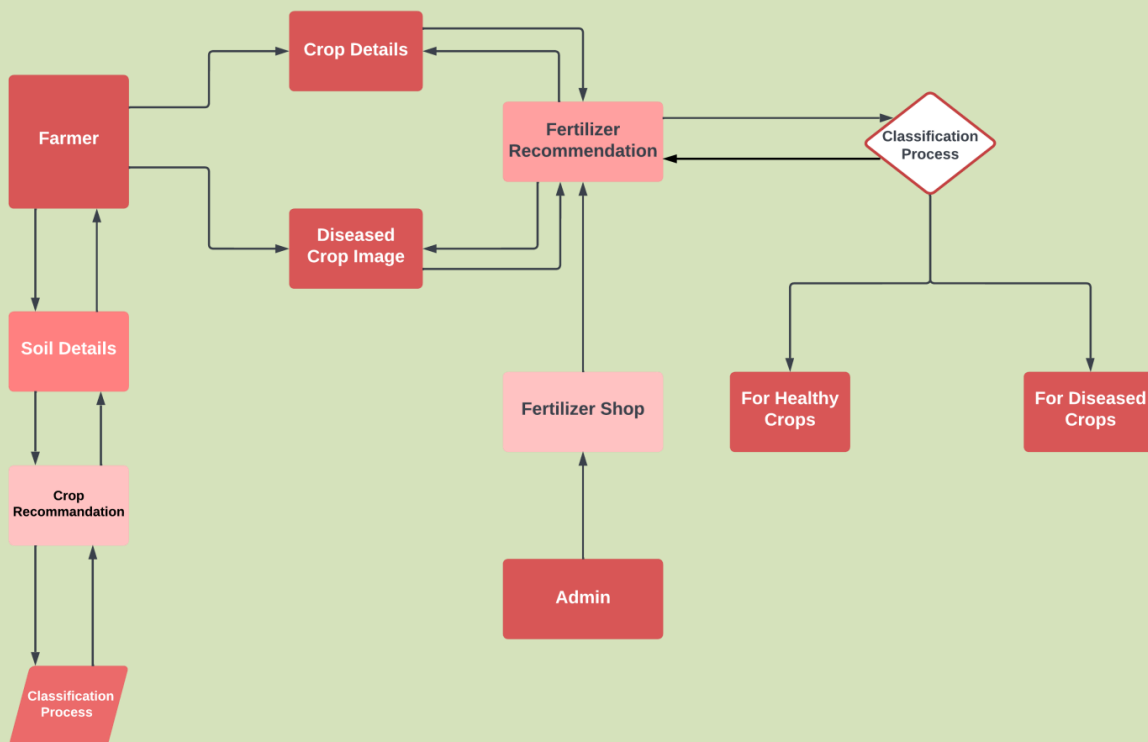 Crop Details
Farmer
Fertilizer
Recommendation
Classification
Process
Diseased
Crop Image
Soil Details
Fertilizer Shop
For Healthy
Crops
For Diseased
Crops
Crop
Recommandation
Admin
Classification
Process